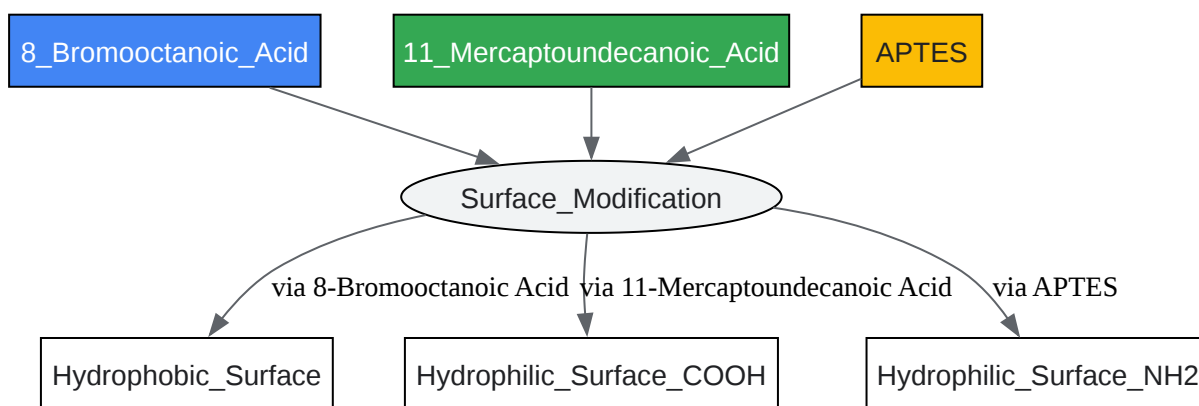 8_Bromooctanoic_Acid
11_Mercaptoundecanoic_Acid
APTES
Surface_Modification
via 8-Bromooctanoic Acid
via 11-Mercaptoundecanoic Acid
via APTES
Hydrophobic_Surface
Hydrophilic_Surface_COOH
Hydrophilic_Surface_NH2